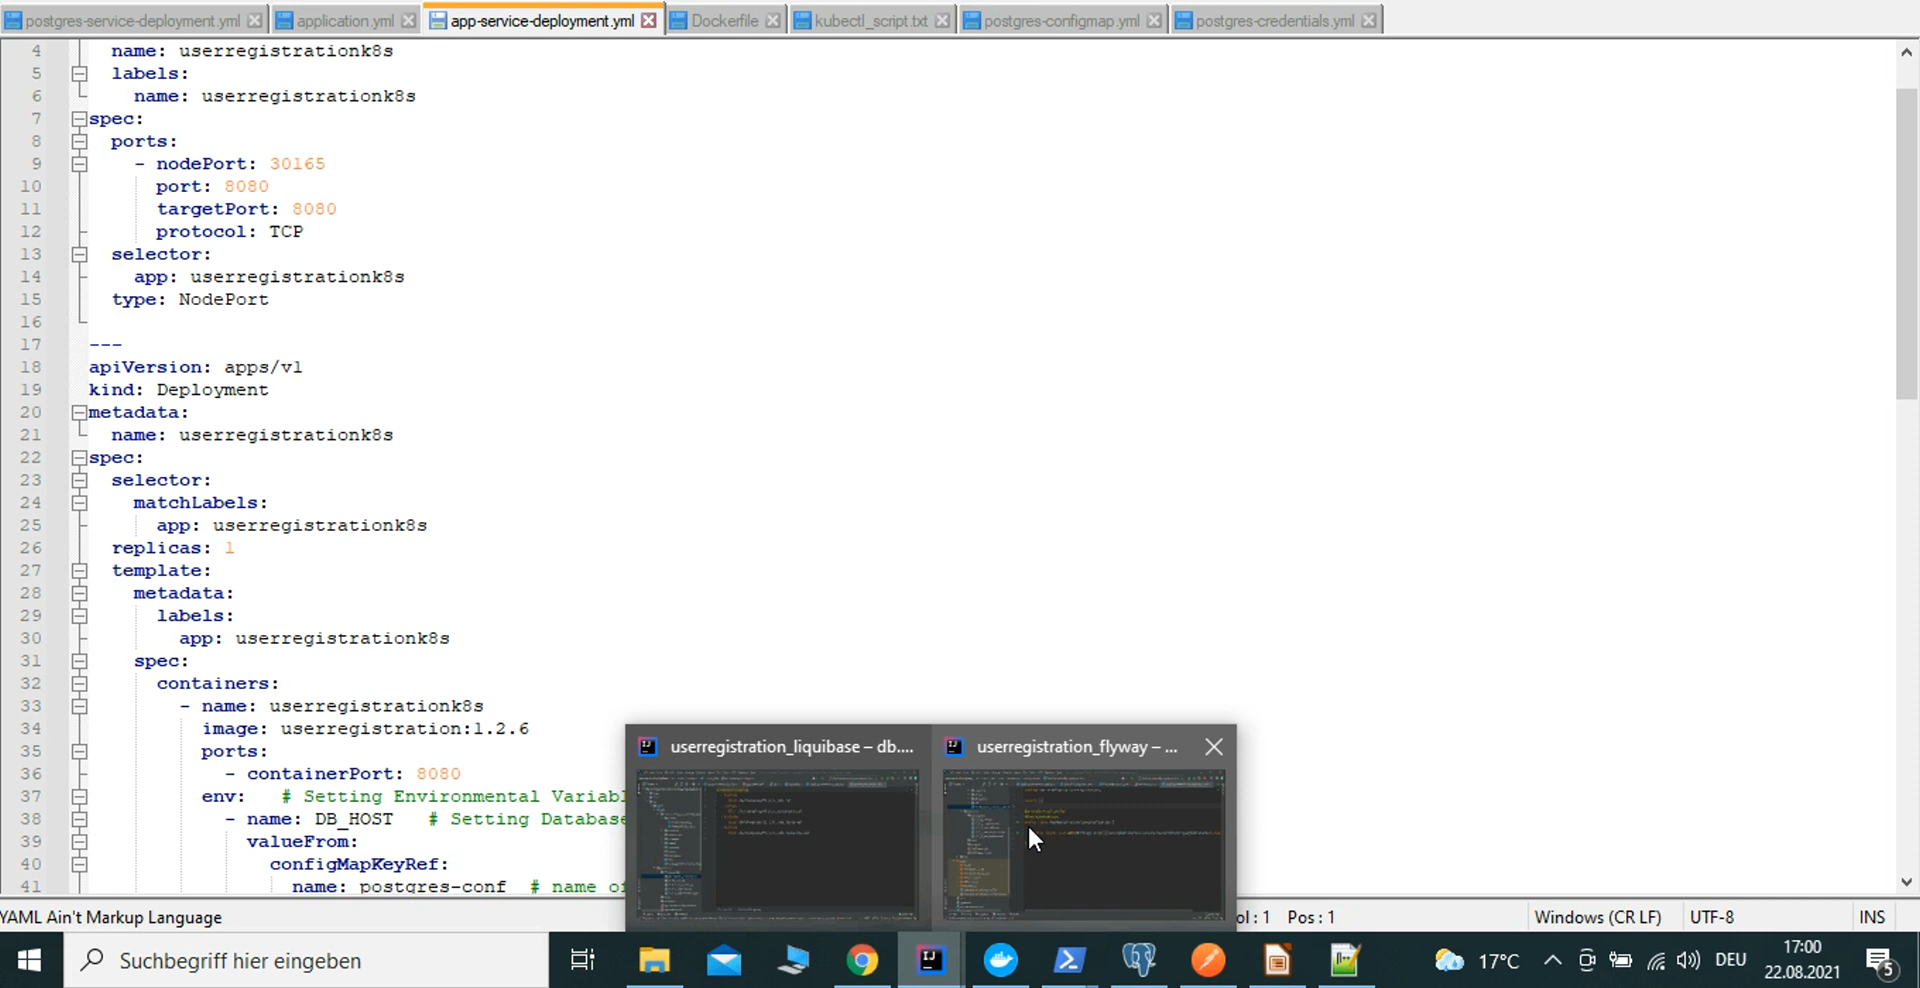 postgres-service-deployment.yml application.yml app-service-deployment.yml Dockerfile kubectl_script.txt postgres-configmap.yml postgres-credentials.yml
4 name: userregistrationk8s
5 labels:
6 name: userregistrationk8s
7 spec:
8 ports:
9 - nodePort: 30165
10 port: 8080
11 targetPort: 8080
12 protocol: TCP
13 selector:
14 app: userregistrationk8s
15 type: NodePort
16
17 ---
18 apiVersion: apps/v1
19 kind: Deployment
20 metadata:
21 name: userregistrationk8s
22 spec:
23 selector:
24 matchLabels:
25 app: userregistrationk8s
26 replicas: 1
27 template:
28 metadata:
29 labels:
30 app: userregistrationk8s
31 spec:
32 containers:
33 - name: userregistrationk8s
34 image: userregistration:1.2.6
35 ports:
36 - containerPort: 8080
37 env: # Setting Environmental Variabl
38 - name: DB_HOST # Setting Database
39 valueFrom:
40 configMapKeyRef:
41 name: postgres-conf # name of
userregistration_liquibase – db.... userregistration_flyway – ...
YAML Ain't Markup Language ol : 1 Pos : 1 Windows (CR LF) UTF-8 INS
Suchbegriff hier eingeben 17°C DEU 17:00
22.08.2021 5